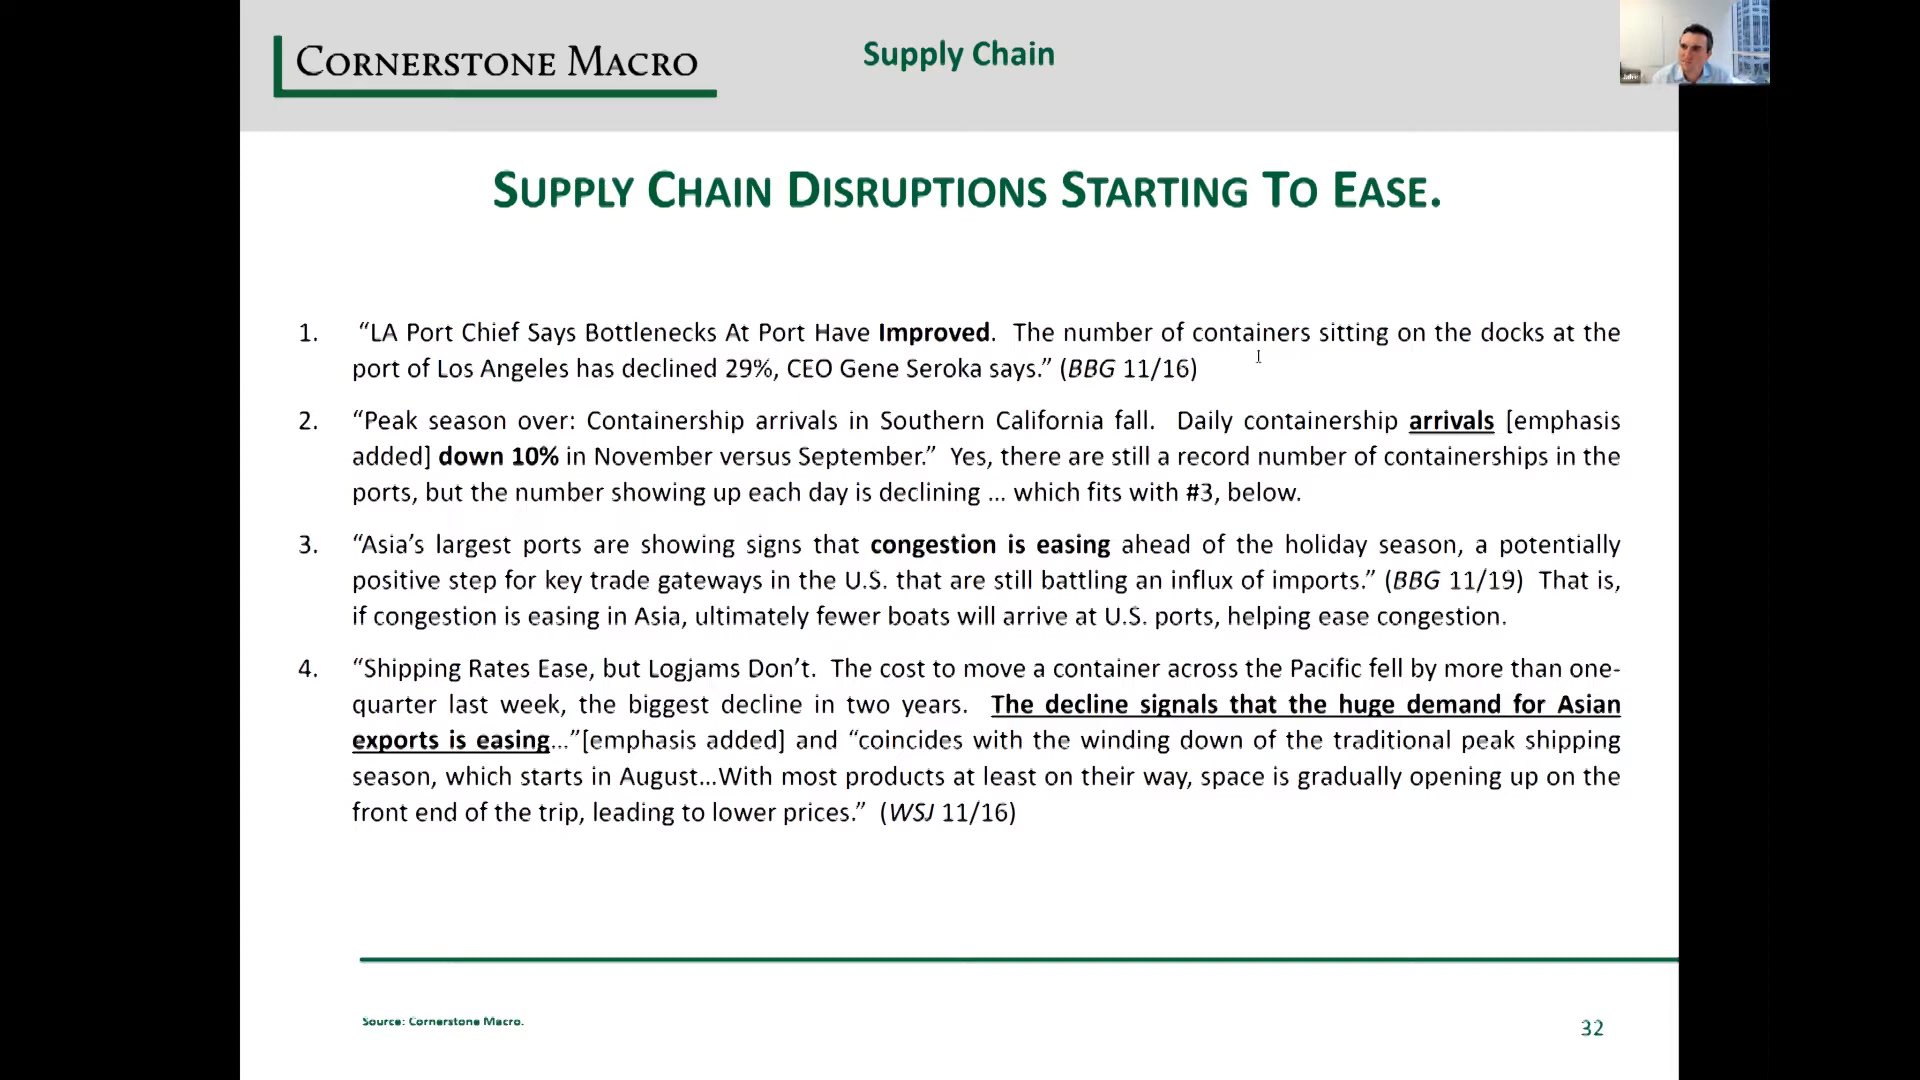 CORNERSTONE MACRO
Supply Chain
SUPPLY CHAIN DISRUPTIONS STARTING TO EASE.
1. “LA Port Chief Says Bottlenecks At Port Have Improved. The number of containers sitting on the docks at the
port of Los Angeles has declined 29%, CEO Gene Seroka says.” (BBG 11/16)
2. “Peak season over: Containership arrivals in Southern California fall. Daily containership arrivals [emphasis
added] down 10% in November versus September.” Yes, there are still a record number of containerships in the
ports, but the number showing up each day is declining ... which fits with #3, below.
3. “Asia’s largest ports are showing signs that congestion is easing ahead of the holiday season, a potentially
positive step for key trade gateways in the U.S. that are still battling an influx of imports.” (BBG 11/19) That is,
if congestion is easing in Asia, ultimately fewer boats will arrive at U.S. ports, helping ease congestion.
4. “Shipping Rates Ease, but Logjams Don’t. The cost to move a container across the Pacific fell by more than one-
quarter last week, the biggest decline in two years. The decline signals that the huge demand for Asian
exports is easing...”[emphasis added] and “coincides with the winding down of the traditional peak shipping
season, which starts in August...With most products at least on their way, space is gradually opening up on the
front end of the trip, leading to lower prices.” (WSJ 11/16)
Source: Cornerstone Macro.
32